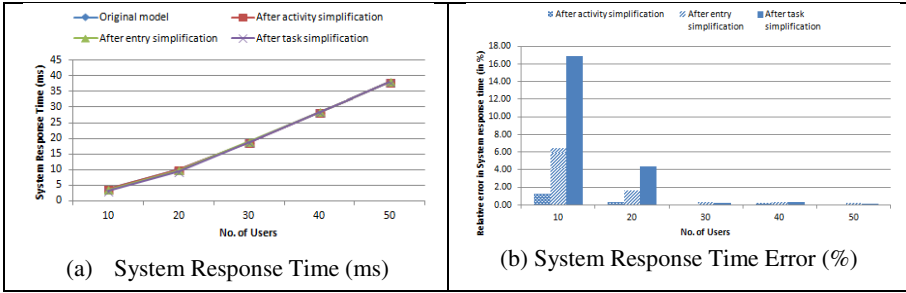 Original model
After activity simplification
After entry simplification
After task simplification
System Response Time (ms)
45
40
35
30
25
20
15
10
5
0
10 20 30 40 50
No. of Users
(a) System Response Time (ms)
After activity simplification
After entry
simplification
After task
simplification
Relative error in System response time (in %)
18.00
16.00
14.00
12.00
10.00
8.00
6.00
4.00
2.00
0.00
10 20 30 40 50
No. of Users
(b) System Response Time Error (%)